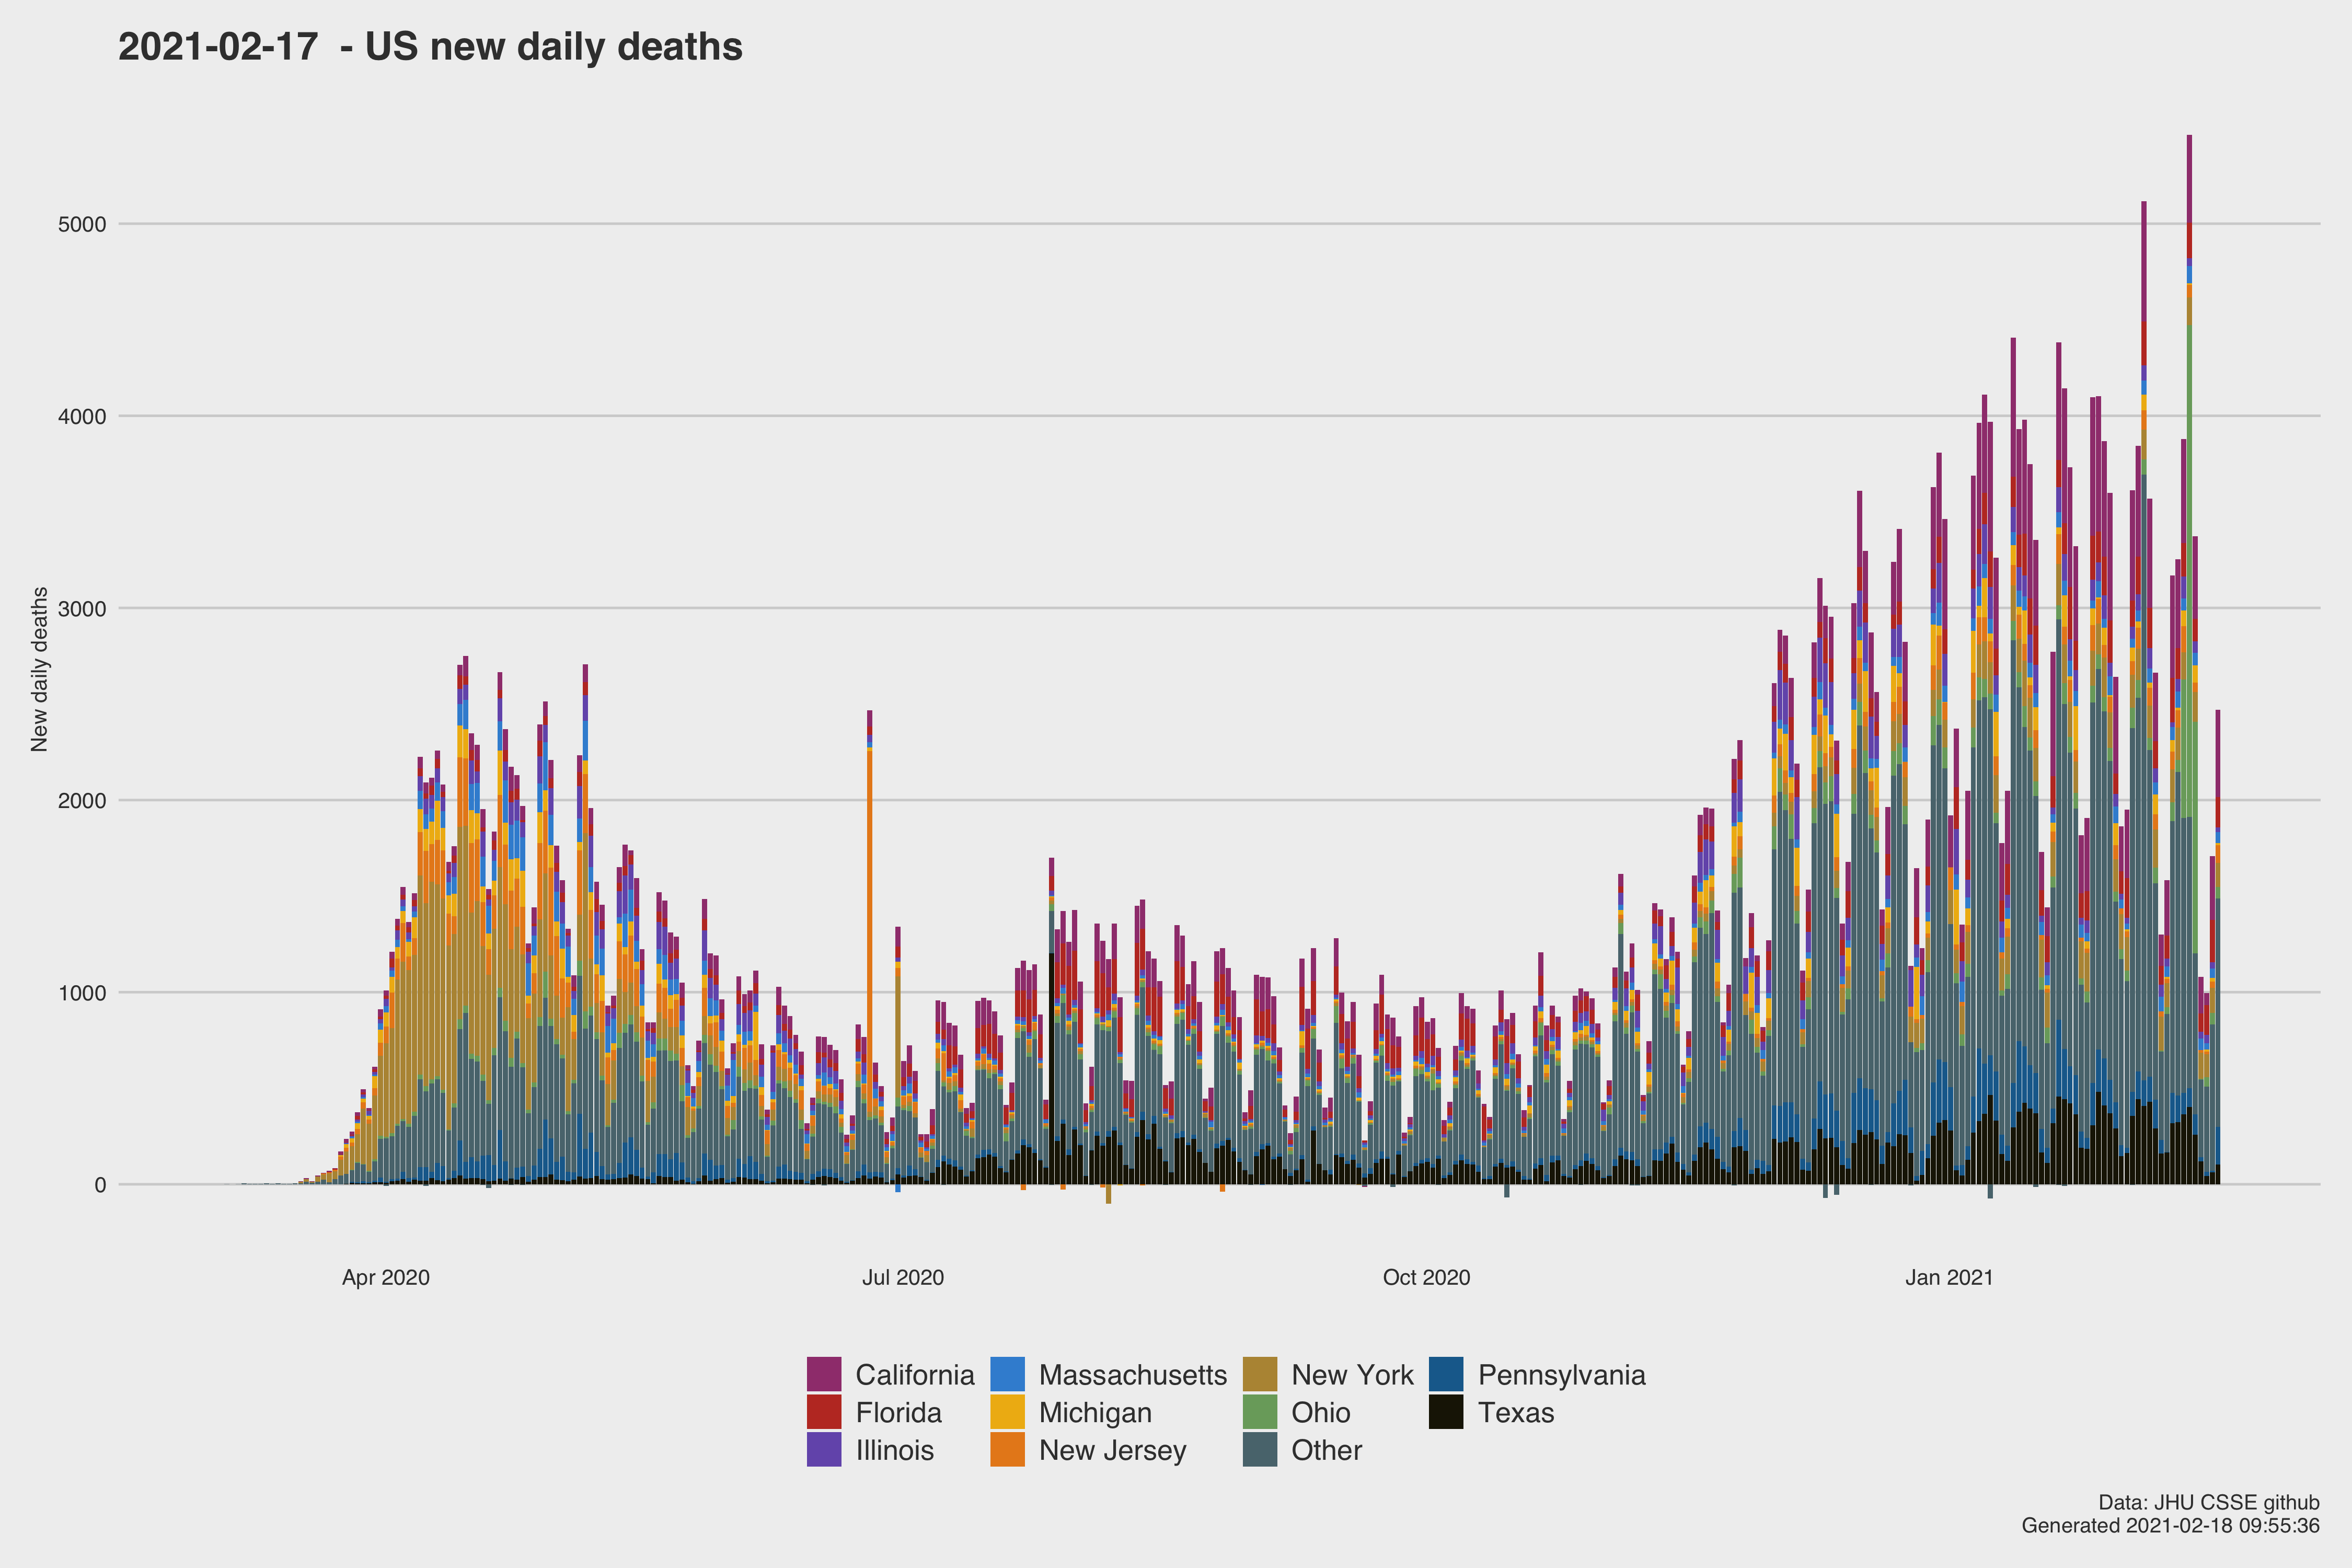 2021-02-17 - US new daily deaths
New daily deaths
5000
4000
3000
2000
1000
0
Apr 2020
Jul 2020
Oct 2020
Jan 2021
California
Massachusetts
New York
Pennsylvania
Florida
Michigan
Ohio
Texas
Illinois
New Jersey
Other
Data: JHU CSSE github
Generated 2021-02-18 09:55:36